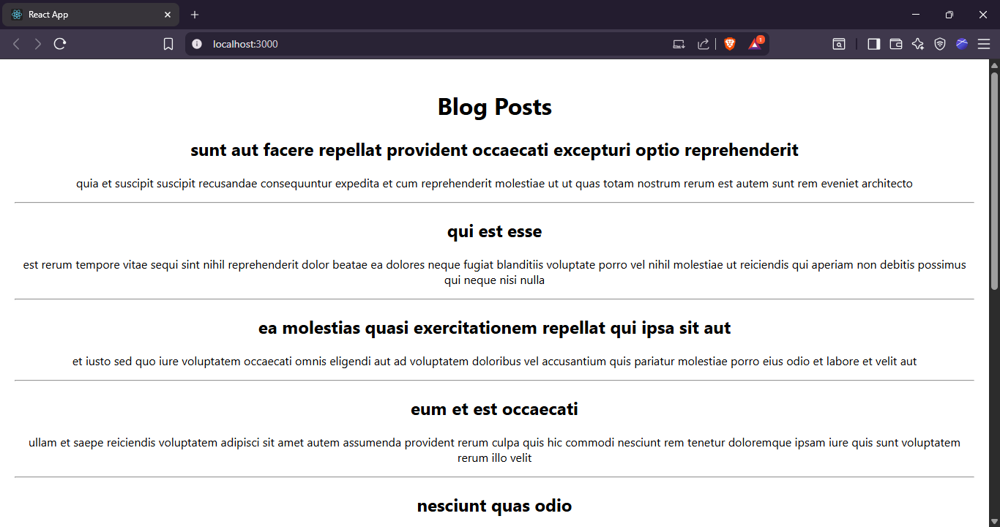 React App
localhost:3000
1
Blog Posts
sunt aut facere repellat provident occaecati excepturi optio reprehenderit
quia et suscipit suscipit recusandae consequuntur expedita et cum reprehenderit molestiae ut ut quas totam nostrum rerum est autem sunt rem eveniet architecto
qui est esse
est rerum tempore vitae sequi sint nihil reprehenderit dolor beatae ea dolores neque fugiat blanditiis voluptate porro vel nihil molestiae ut reiciendis qui aperiam non debitis possimus
qui neque nisi nulla
ea molestias quasi exercitationem repellat qui ipsa sit aut
et iusto sed quo iure voluptatem occaecati omnis eligendi aut ad voluptatem doloribus vel accusantium quis pariatur molestiae porro eius odio et labore et velit aut
eum et est occaecati
ullam et saepe reiciendis voluptatem adipisci sit amet autem assumenda provident rerum culpa quis hic commodi nesciunt rem tenetur doloremque ipsam iure quis sunt voluptatem
rerum illo velit
nesciunt quas odio